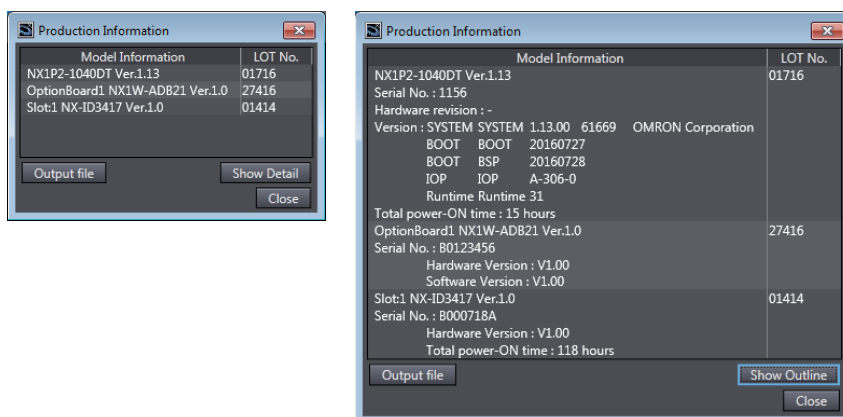 Production Information
Model Information LOT No.
NX1P2-1040DT Ver.1.13 01716
OptionBoard1 NX1W-ADB21 Ver.1.0 27416
Slot:1 NX-ID3417 Ver.1.0 01414
Output file Show Detail
Close
Production Information
Model Information LOT No.
NX1P2-1040DT Ver.1.13 01716
Serial No. : 1156
Hardware revision : -
Version : SYSTEM SYSTEM 1.13.00 61669 OMRON Corporation
BOOT BOOT 20160727
BOOT BSP 20160728
IOP IOP A-306-0
Runtime Runtime 31
Total power-ON time : 15 hours
OptionBoard1 NX1W-ADB21 Ver.1.0 27416
Serial No. : B0123456
Hardware Version : V1.00
Software Version : V1.00
Slot:1 NX-ID3417 Ver.1.0 01414
Serial No. : B000718A
Hardware Version : V1.00
Total power-ON time : 118 hours
Output file Show Outline
Close